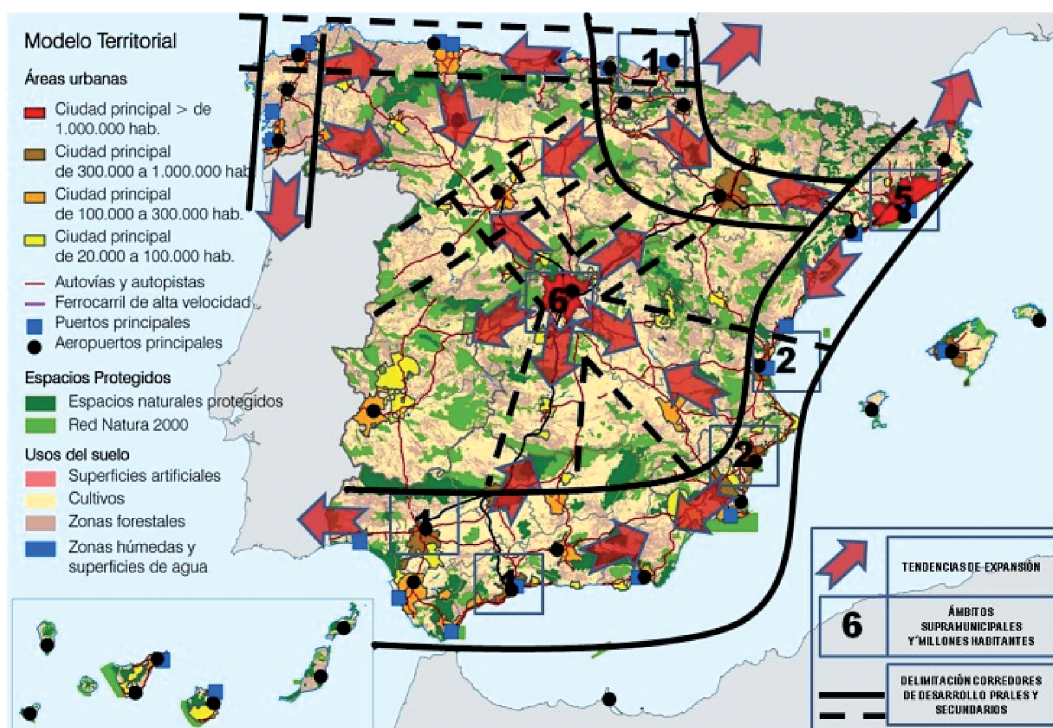 Modelo Territorial
Áreas urbanas
Ciudad principal > de
1.000.000 hab.
Ciudad principal
de 300.000 a 1.000.000 hab.
Ciudad principal
de 100.000 a 300.000 hab.
Ciudad principal
de 20.000 a 100.000 hab.
Autovías y autopistas
Ferrocarril de alta velocidad
Puertos principales
Aeropuertos principales
Espacios Protegidos
Espacios naturales protegidos
Red Natura 2000
Usos del suelo
Superficies artificiales
Cultivos
Zonas forestales
Zonas húmedas y
superficies de agua
1
5
6
2
2
1
1
TENDENCIAS DE EXPANSIÓN
6
ÁMBITOS
SUPRAMUNICIPALES
Y´MILLONES HABITANTES
DELIMITACIÓN CORREDORES
DE DESARROLLO PRALES Y
SECUNDARIOS